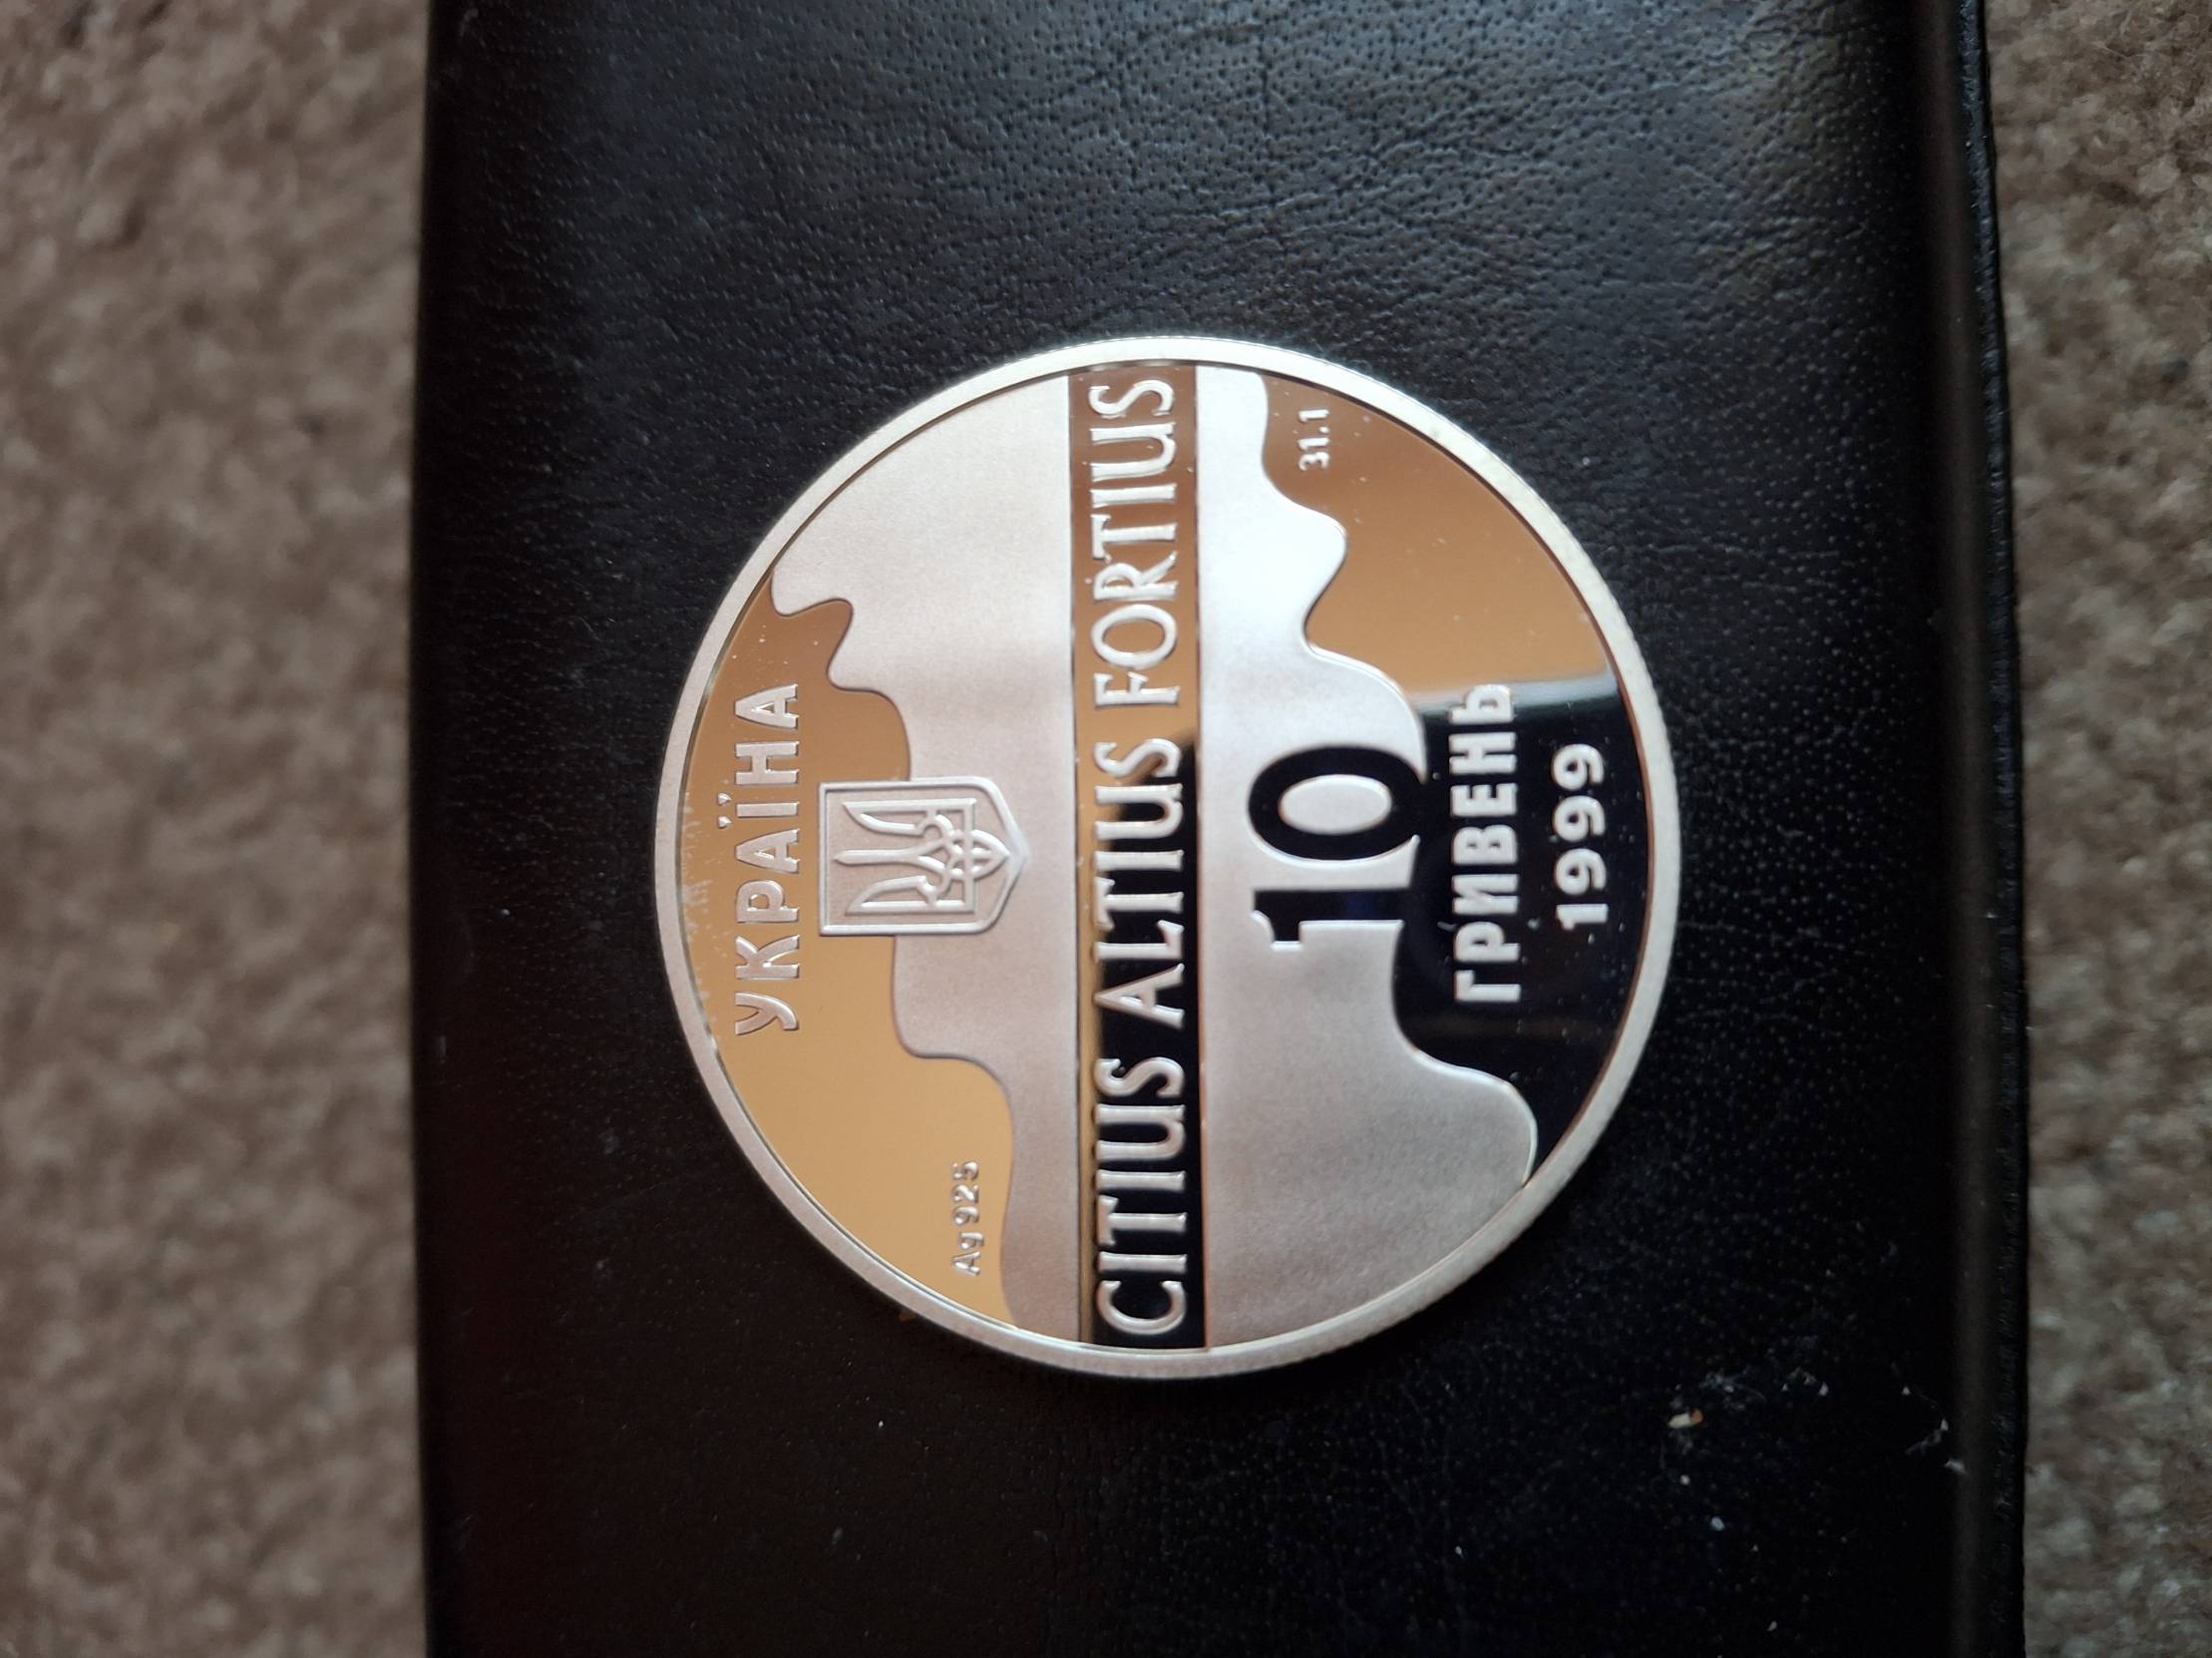 УКРАЇНА
Ag 925
CITIUS ALTIUS FORTIUS
31.1
10
ГРИВЕНЬ
1999